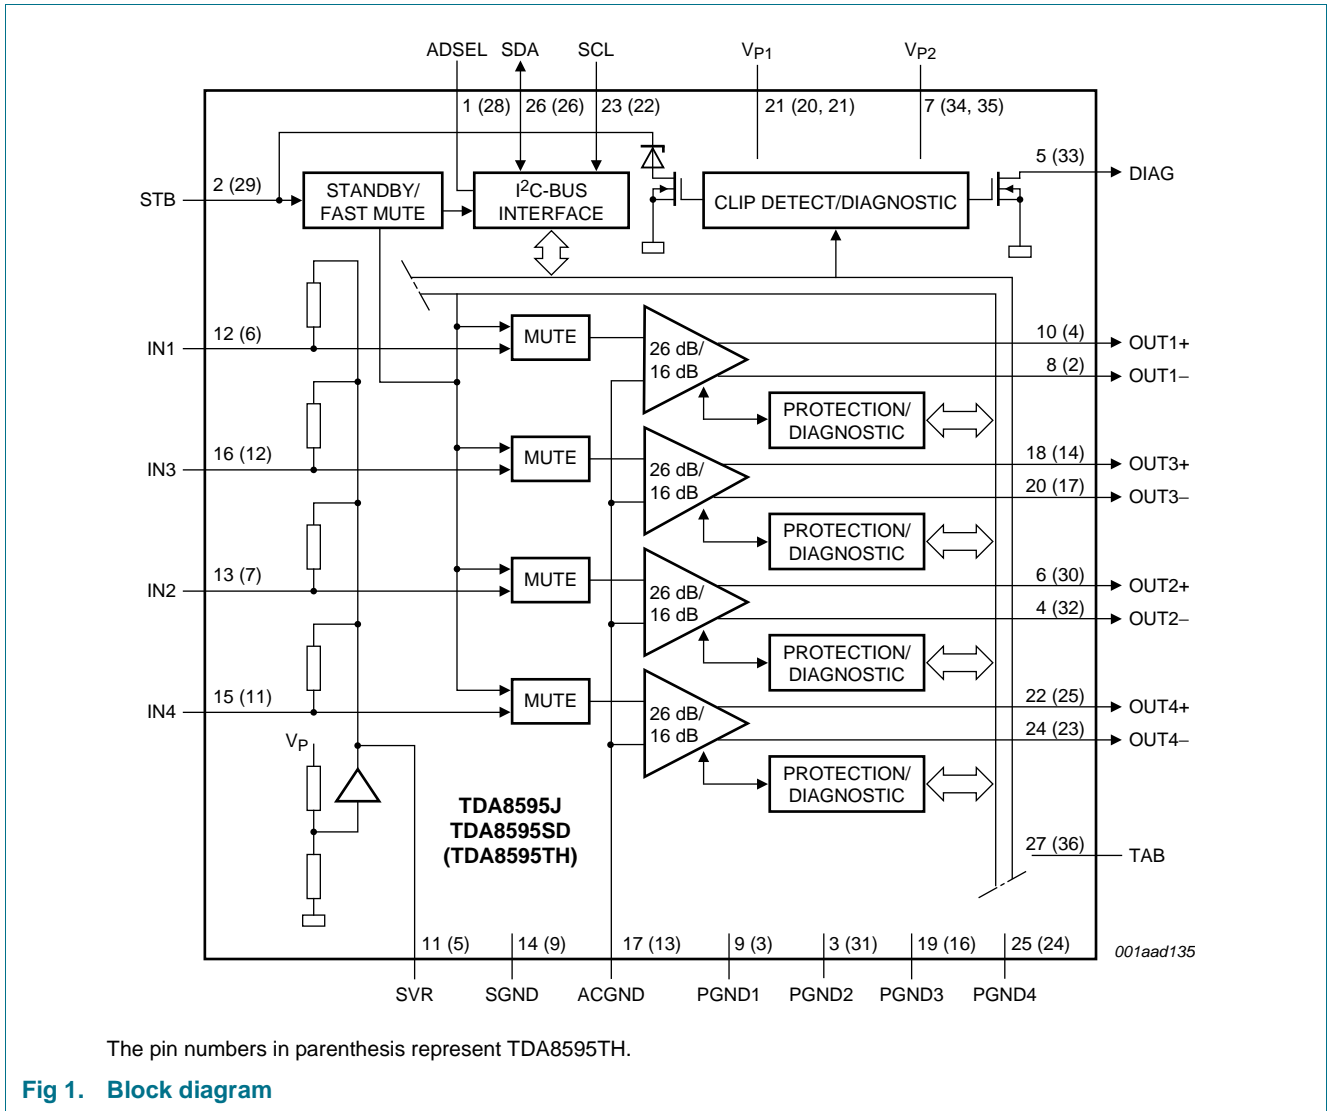 ADSEL SDA SCL VP1 VP2
1 (28) 26 (26) 23 (22) 21 (20, 21) 7 (34, 35)
5 (33)
DIAG
2 (29)
STB
STANDBY/
FAST MUTE
I2C-BUS
INTERFACE
CLIP DETECT/DIAGNOSTIC
12 (6)
IN1
MUTE
26 dB/
16 dB
10 (4)
OUT1+
8 (2)
OUT1−
PROTECTION/
DIAGNOSTIC
16 (12)
IN3
MUTE
26 dB/
16 dB
18 (14)
OUT3+
20 (17)
OUT3−
PROTECTION/
DIAGNOSTIC
13 (7)
IN2
MUTE
26 dB/
16 dB
6 (30)
OUT2+
4 (32)
OUT2−
PROTECTION/
DIAGNOSTIC
15 (11)
IN4
MUTE
26 dB/
16 dB
22 (25)
OUT4+
24 (23)
OUT4−
PROTECTION/
DIAGNOSTIC
VP
TDA8595J
TDA8595SD
(TDA8595TH)
27 (36)
TAB
11 (5) 14 (9) 17 (13) 9 (3) 3 (31) 19 (16) 25 (24)
001aad135
SVR SGND ACGND PGND1 PGND2 PGND3 PGND4
The pin numbers in parenthesis represent TDA8595TH.
Fig 1. Block diagram